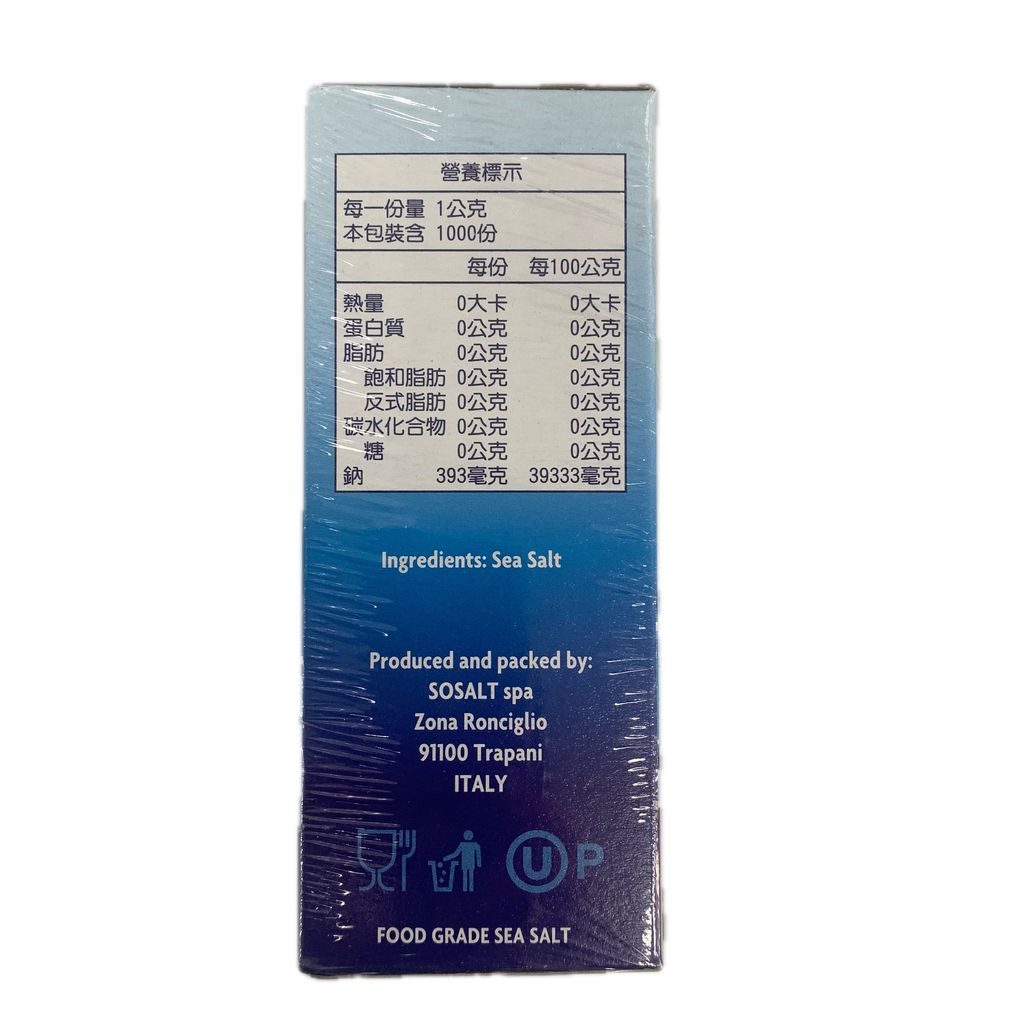 營養標示
每一份量 1公克
本包裝含 1000份
每份 每100公克
熱量 0大卡 0大卡
蛋白質 0公克 0公克
脂肪 0公克 0公克
飽和脂肪 0公克 0公克
反式脂肪 0公克 0公克
碳水化合物 0公克 0公克
糖 0公克 0公克
鈉 393毫克 39333毫克
Ingredients: Sea Salt
Produced and packed by:
SOSALT spa
Zona Ronciglio
91100 Trapani
ITALY
U P
FOOD GRADE SEA SALT